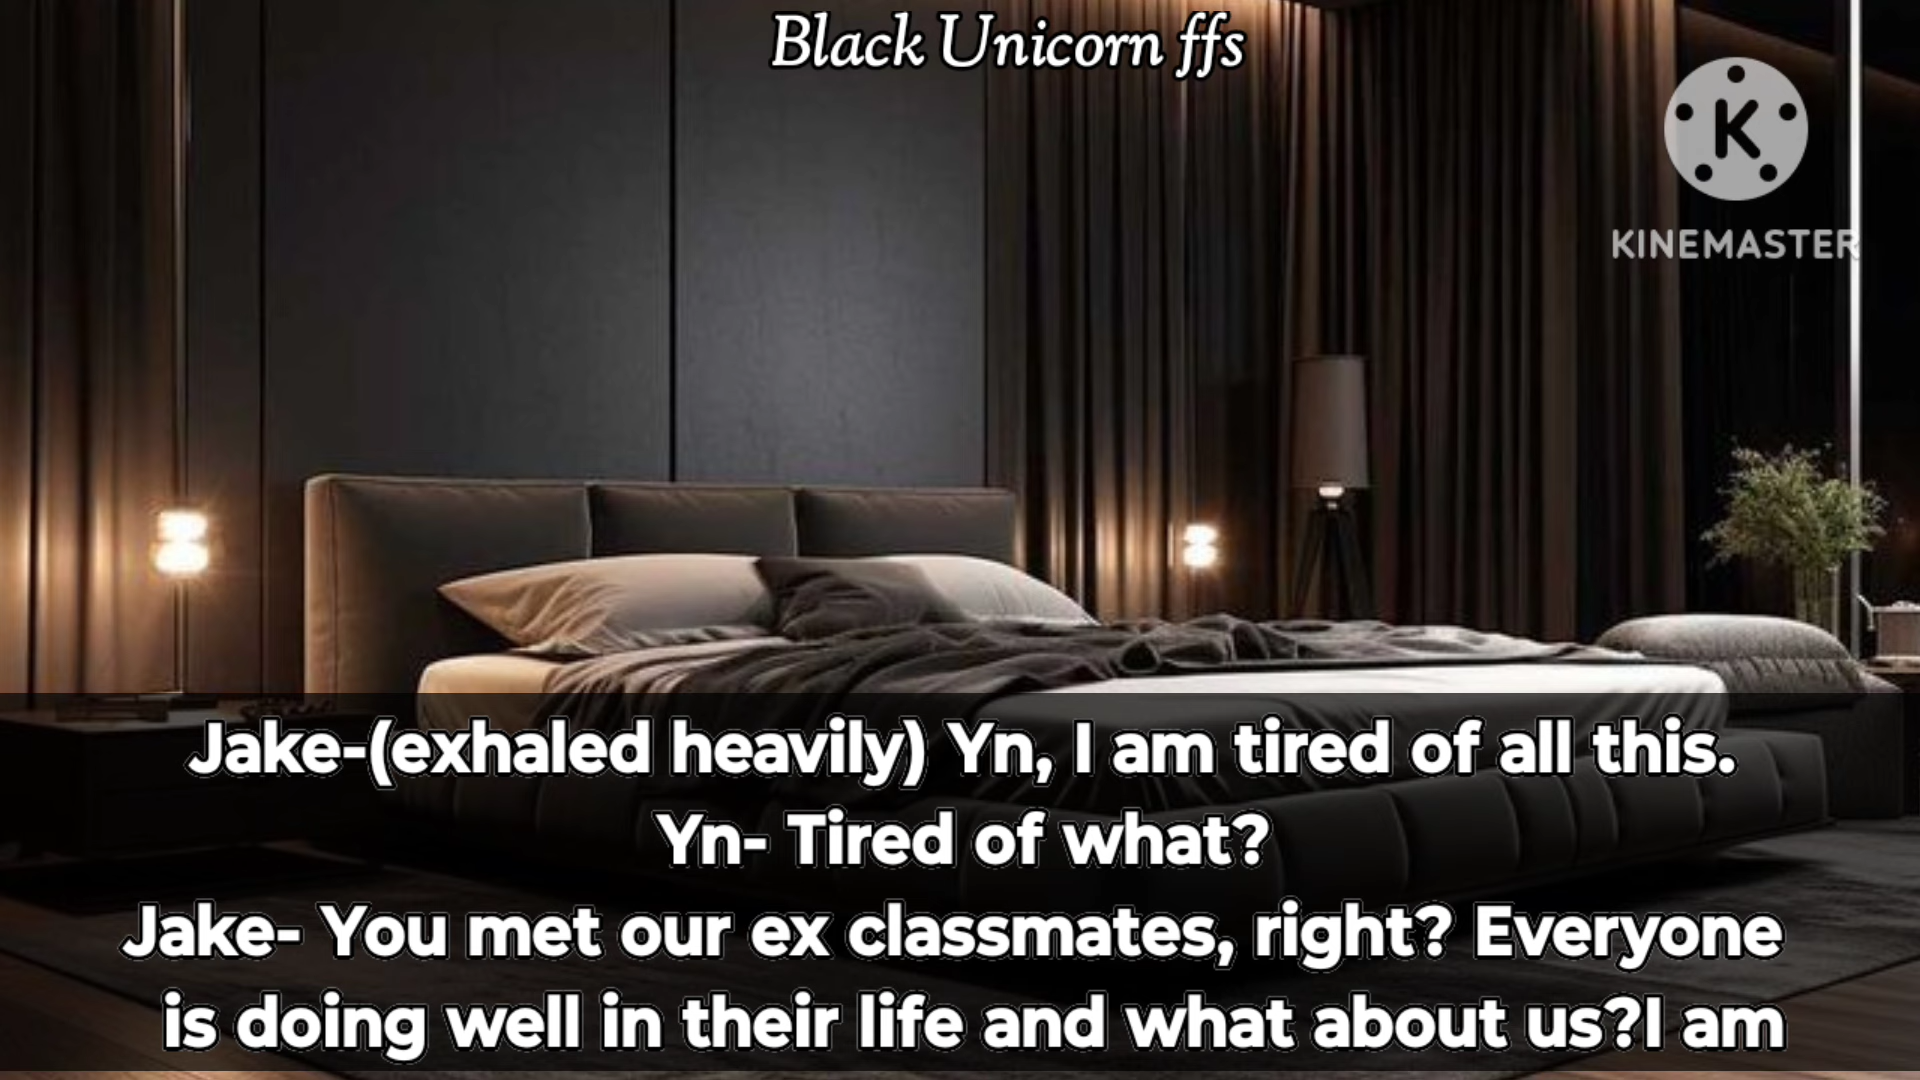 Black Unicorn ffs
K
KINEMASTER
Jake-(exhaled heavily) Yn, I am tired of all this.
Yn- Tired of what?
Jake- You met our ex classmates, right? Everyone
is doing well in their life and what about us?I am